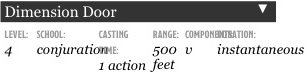 Dimension Door
LEVEL: SCHOOL: CASTING TIME: RANGE: COMPONENTS: DURATION:
4 conjuration 1 action 500 feet v instantaneous